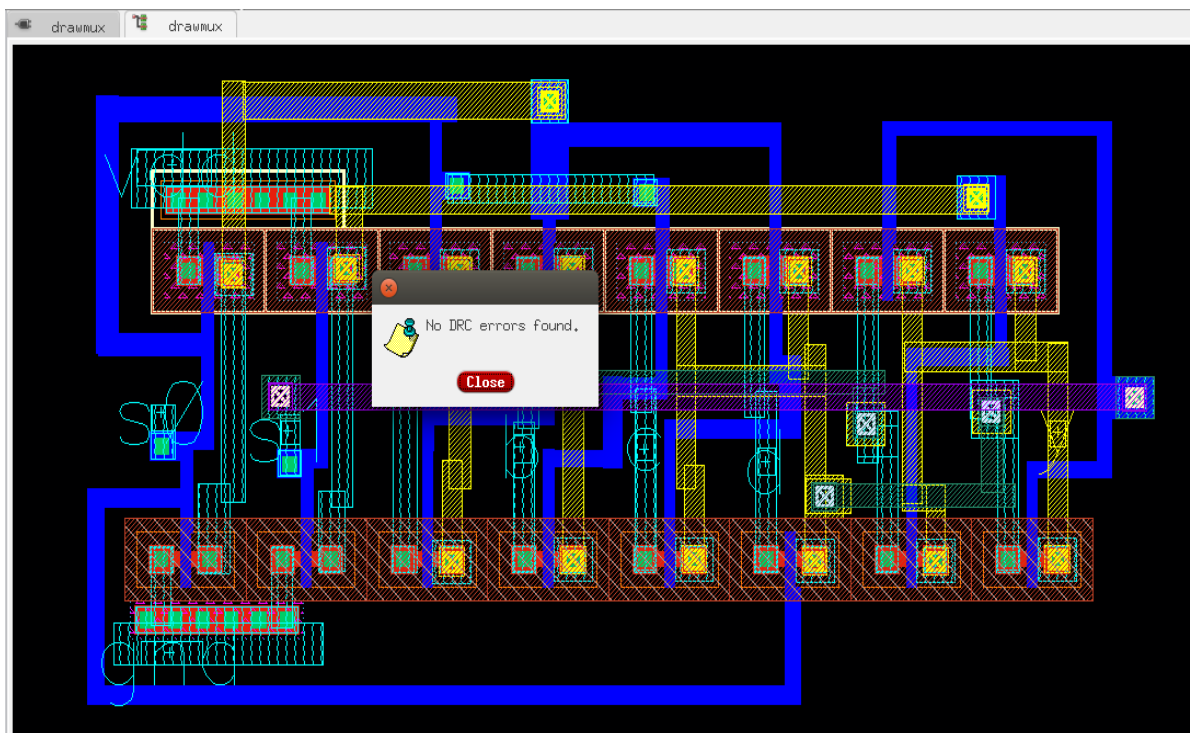 drawmux drawmux
vdd
No DRC errors found.
Close
s0
s1
y
gnd